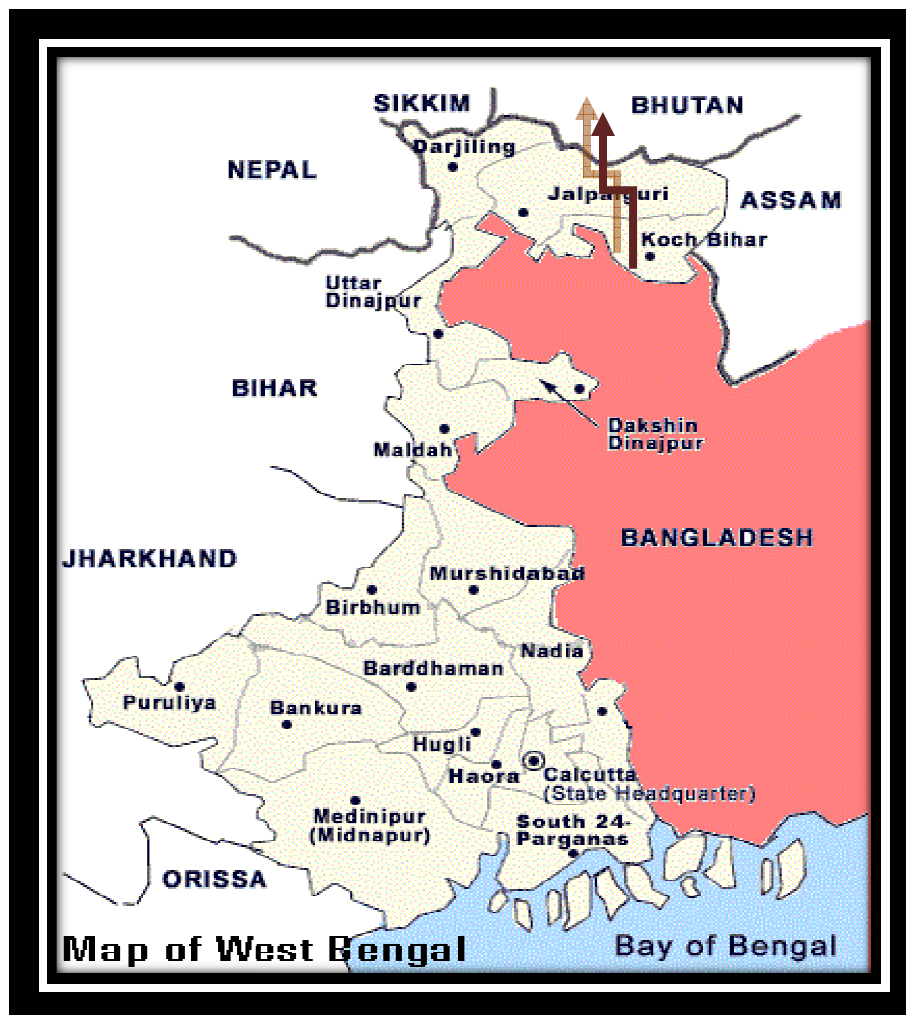 SIKKIM
BHUTAN
Darjiling
NEPAL
Jalpaiguri
ASSAM
Koch Bihar
Uttar
Dinajpur
BIHAR
Dakshin
Dinajpur
Maldah
BANGLADESH
JHARKHAND
Murshidabad
Birbhum
Nadia
Barddhaman
Puruliya
Bankura
Hugli
Haora
Calcutta
(State Headquarter)
Medinipur
(Midnapur)
South 24-
Parganas
ORISSA
Map of West Bengal
Bay of Bengal